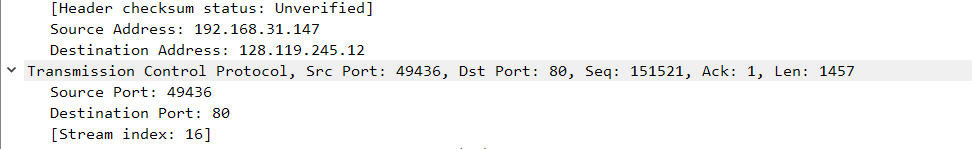 [Header checksum status: Unverified]
Source Address: 192.168.31.147
Destination Address: 128.119.245.12
Transmission Control Protocol, Src Port: 49436, Dst Port: 80, Seq: 151521, Ack: 1, Len: 1457
Source Port: 49436
Destination Port: 80
[Stream index: 16]